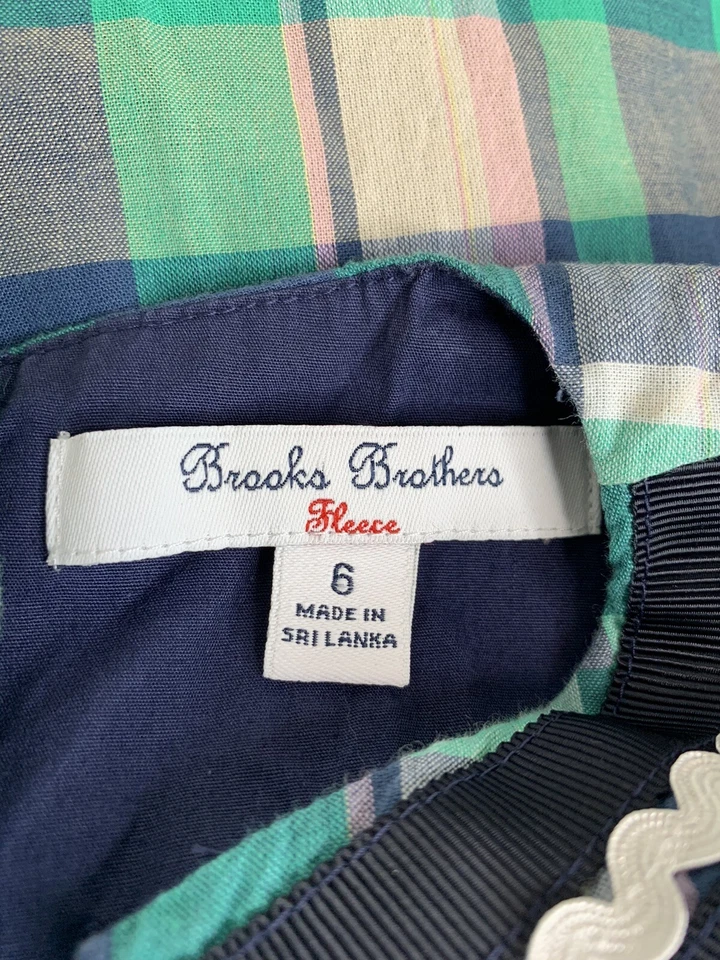 Brooks Brothers
Fleece
6
MADE IN
SRI LANKA